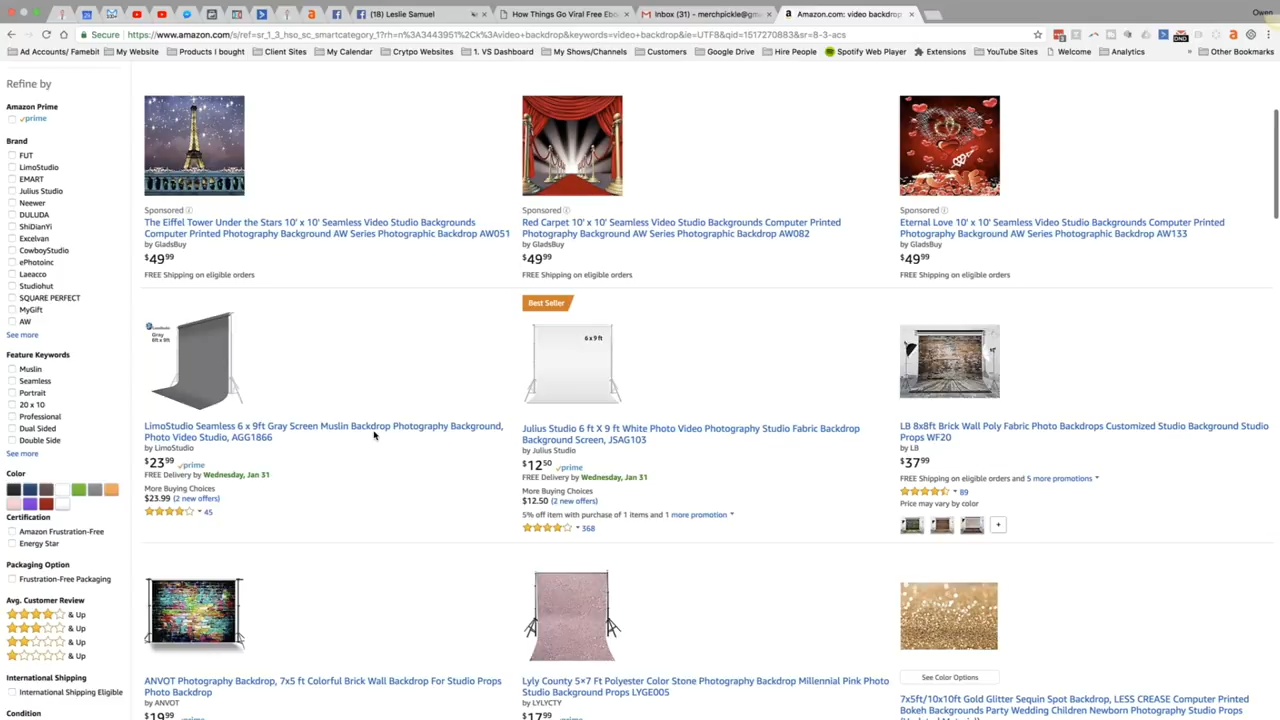 (18) Leslie Samuel
How Things Go Viral Free Ebo
Inbox (31) - merchpickle@gma
Amazon.com: video backdrop
Owen
Secure
https://www.amazon.com/s/ref=sr_1_3_hso_sc_smartcategory_1?rh=n%3A3443951%2Ck%3Avideo+backdrop&keywords=video+backdrop&ie=UTF8&qid=1517270883&sr=8-3-acs
Ad Accounts/ Famebit
My Website
Products I bought
Client Sites
My Calendar
Crytpo Websites
1. VS Dashboard
My Shows/Channels
Customers
Google Drive
Hire People
Spotify Web Player
Extensions
YouTube Sites
Welcome
Analytics
»
Other Bookmarks
Refine by
Amazon Prime
prime
Brand
FUT
LimoStudio
EMART
Julius Studio
Neewer
DULUDA
ShiDianYi
Excelvan
CowboyStudio
ePhotoinc
Laeacco
Studiohut
SQUARE PERFECT
MyGift
AW
See more
Feature Keywords
Muslin
Seamless
Portrait
20 x 10
Professional
Dual Sided
Double Side
See more
Color
Certification
Amazon Frustration-Free
Energy Star
Packaging Option
Frustration-Free Packaging
Avg. Customer Review
& Up
& Up
& Up
& Up
International Shipping
International Shipping Eligible
Condition
Sponsored
The Eiffel Tower Under the Stars 10' x 10' Seamless Video Studio Backgrounds
Computer Printed Photography Background AW Series Photographic Backdrop AW051
by GladsBuy
$49.99
FREE Shipping on eligible orders
Sponsored
Red Carpet 10' x 10' Seamless Video Studio Backgrounds Computer Printed
Photography Background AW Series Photographic Backdrop AW082
by GladsBuy
$49.99
FREE Shipping on eligible orders
Sponsored
Eternal Love 10' x 10' Seamless Video Studio Backgrounds Computer Printed
Photography Background AW Series Photographic Backdrop AW133
by GladsBuy
$49.99
FREE Shipping on eligible orders
LimoStudio
Gray
6ft x 9ft
LimoStudio Seamless 6 x 9ft Gray Screen Muslin Backdrop Photography Background,
Photo Video Studio, AGG1866
by LimoStudio
$23.99 prime
FREE Delivery by Wednesday, Jan 31
More Buying Choices
$23.99 (2 new offers)
45
Best Seller
6 x 9 ft
Julius Studio 6 ft X 9 ft White Photo Video Photography Studio Fabric Backdrop
Background Screen, JSAG103
by Julius Studio
$12.50 prime
FREE Delivery by Wednesday, Jan 31
More Buying Choices
$12.50 (2 new offers)
5% off item with purchase of 1 items and 1 more promotion
368
LB 8x8ft Brick Wall Poly Fabric Photo Backdrops Customized Studio Background Studio
Props WF20
by LB
$37.99
FREE Shipping on eligible orders and 5 more promotions
89
Price may vary by color
+
ANVOT Photography Backdrop, 7x5 ft Colorful Brick Wall Backdrop For Studio Props
Photo Backdrop
by ANVOT
$19.99 prime
Lyly County 5×7 Ft Polyester Color Stone Photography Backdrop Millennial Pink Photo
Studio Background Props LYGE005
by LYLYCTY
$17.99 prime
See Color Options
7x5ft/10x10ft Gold Glitter Sequin Spot Backdrop, LESS CREASE Computer Printed
Bokeh Backgrounds Party Wedding Children Newborn Photography Studio Props